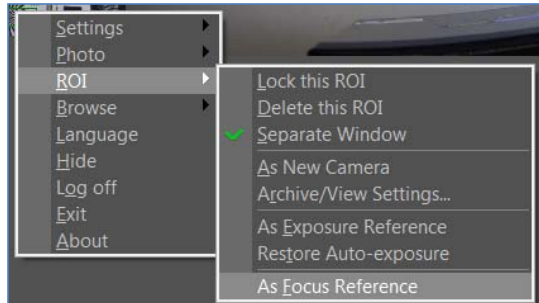 Settings
Photo
ROI
Browse
Language
Hide
Log off
Exit
About
Lock this ROI
Delete this ROI
Separate Window
As New Camera
Archive/View Settings...
As Exposure Reference
Restore Auto-exposure
As Focus Reference